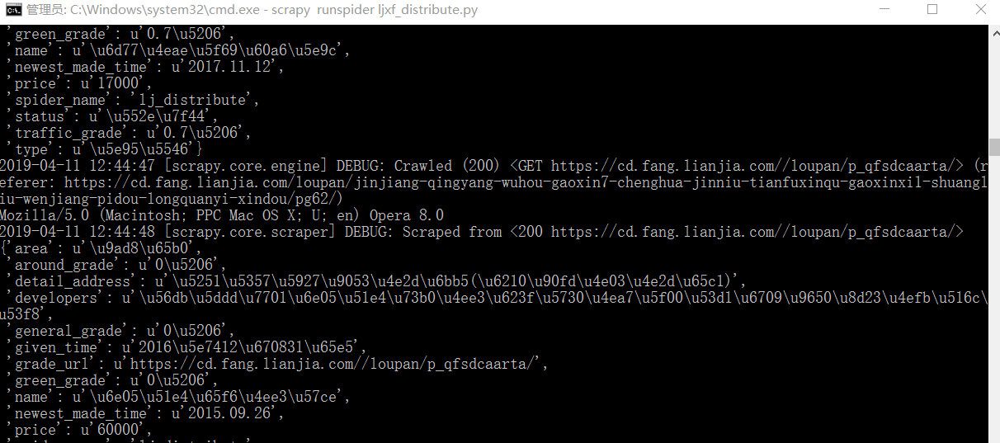 管理员: C:\Windows\system32\cmd.exe - scrapy  runspider ljxf_distribute.py
'green_grade': u'0.7\u5206',
'name': u'\u6d77\u4eae\u5f69\u60a6\u5e9c',
'newest_made_time': u'2017.11.12',
'price': u'17000',
'spider_name': 'lj_distribute',
'status': u'\u552e\u7f44',
'traffic_grade': u'0.7\u5206',
'type': u'\u5e95\u5546'}
2019-04-11 12:44:47 [scrapy.core.engine] DEBUG: Crawled (200) <GET https://cd.fang.lianjia.com//loupan/p_qfsdcaarta/> (r
eferer: https://cd.fang.lianjia.com/loupan/jinjiang-qingyang-wuhou-gaoxin7-chenghua-jinniu-tianfuxinqu-gaoxinxi1-shuangl
iu-wenjiang-pidou-longquanyi-xindou/pg62/)
Mozilla/5.0 (Macintosh; PPC Mac OS X; U; en) Opera 8.0
2019-04-11 12:44:48 [scrapy.core.scraper] DEBUG: Scraped from <200 https://cd.fang.lianjia.com//loupan/p_qfsdcaarta/>
{'area': u'\u9ad8\u65b0',
'around_grade': u'0\u5206',
'detail_address': u'\u5251\u5357\u5927\u9053\u4e2d\u6bb5(\u6210\u90fd\u4e03\u4e2d\u65c1)',
'developers': u'\u56db\u5ddd\u7701\u6e05\u51e4\u73b0\u4ee3\u623f\u5730\u4ea7\u5f00\u53d1\u6709\u9650\u8d23\u4efb\u516c\
u53f8',
'general_grade': u'0\u5206',
'given_time': u'2016\u5e7412\u670831\u65e5',
'grade_url': u'https://cd.fang.lianjia.com//loupan/p_qfsdcaarta/',
'green_grade': u'0\u5206',
'name': u'\u6e05\u51e4\u65f6\u4ee3\u57ce',
'newest_made_time': u'2015.09.26',
'price': u'60000',